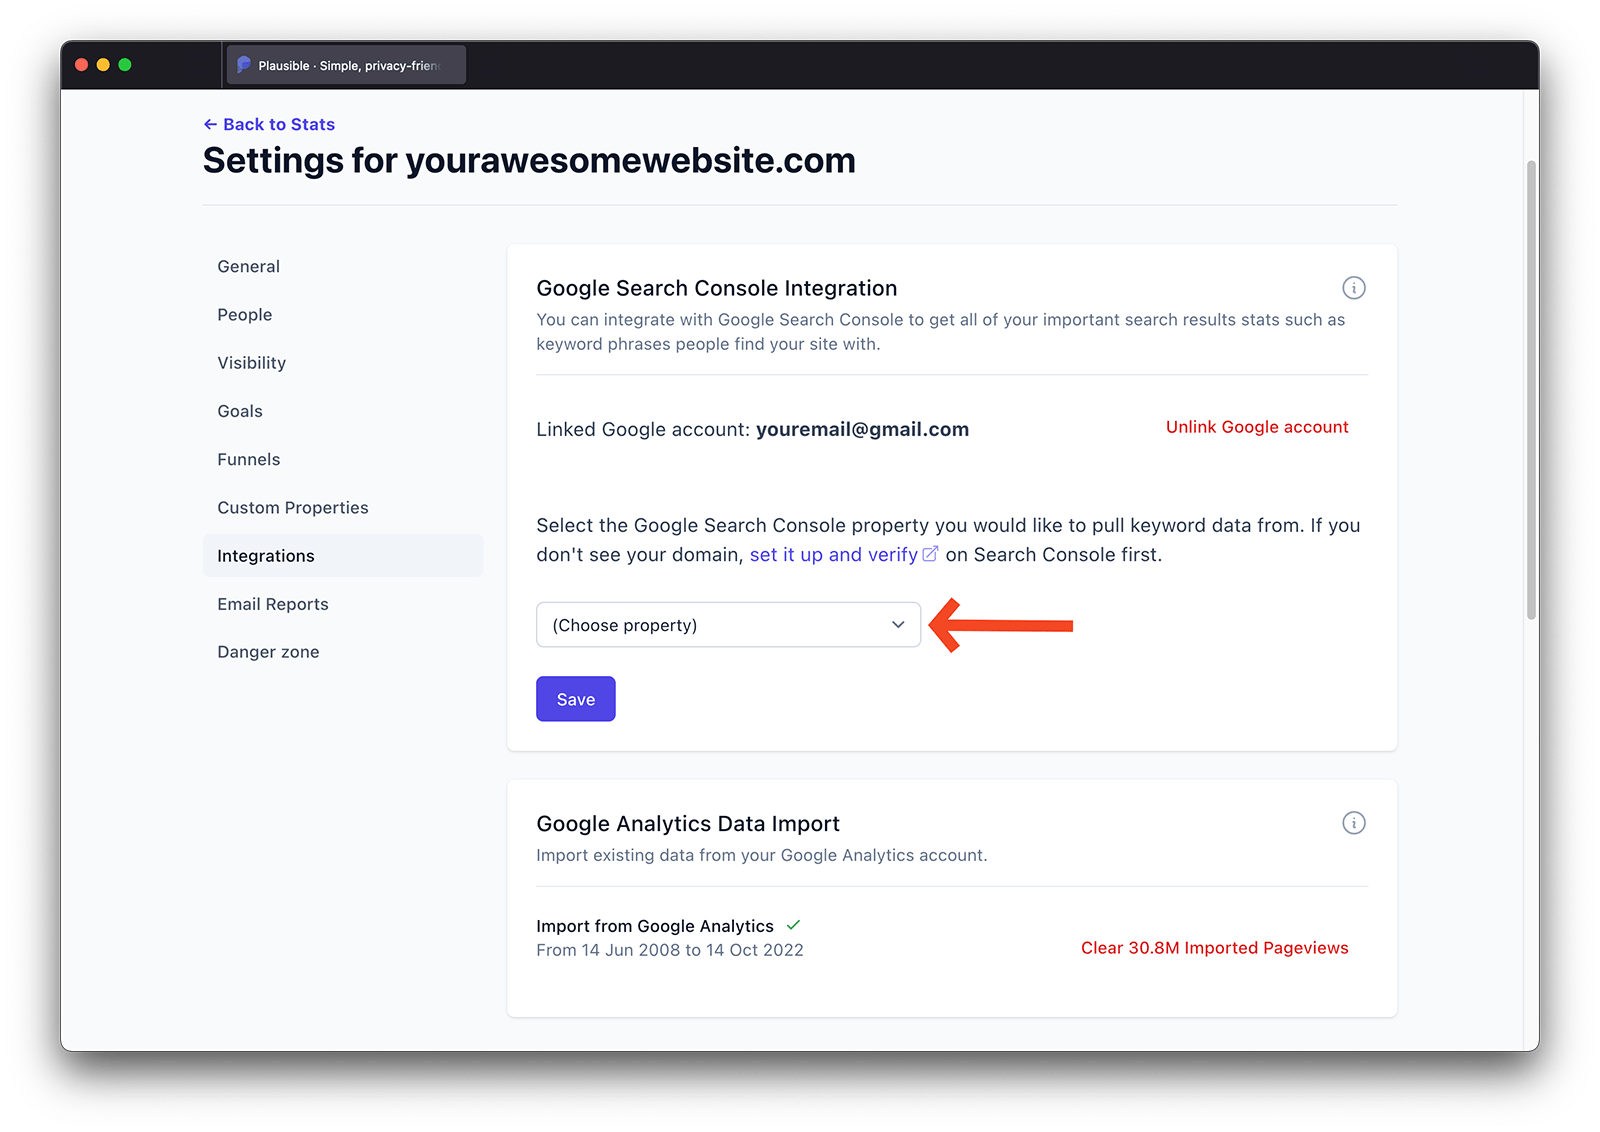 Plausible · Simple, privacy-frien
← Back to Stats
Settings for yourawesomewebsite.com
General
People
Visibility
Goals
Funnels
Custom Properties
Integrations
Email Reports
Danger zone
Google Search Console Integration
You can integrate with Google Search Console to get all of your important search results stats such as
keyword phrases people find your site with.
Linked Google account: youremail@gmail.com
Unlink Google account
Select the Google Search Console property you would like to pull keyword data from. If you
don't see your domain, set it up and verify on Search Console first.
(Choose property)
Save
Google Analytics Data Import
Import existing data from your Google Analytics account.
Import from Google Analytics
From 14 Jun 2008 to 14 Oct 2022
Clear 30.8M Imported Pageviews